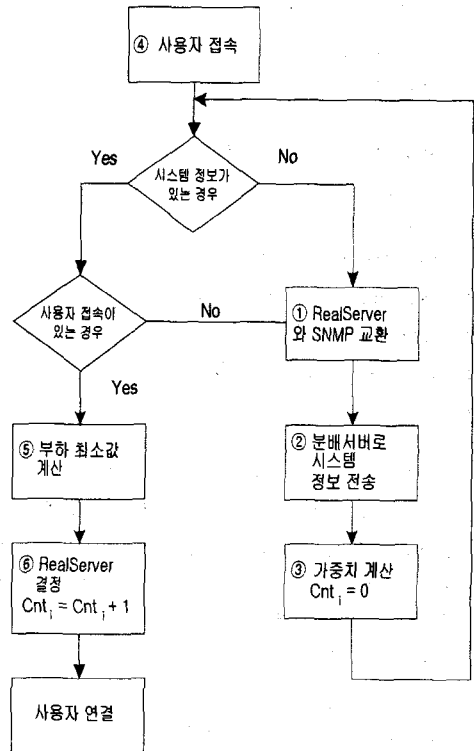 ④ 사용자 접속
Yes
No
시스템 정보가
있는 경우
사용자 접속이
있는 경우
No
① RealServer
와 SNMP 교환
Yes
② 분배서버로
시스템
정보 전송
⑤ 부하 최소값
계산
⑥ RealServer
결정
Cnt i = Cnt i + 1
③ 가중치 계산
Cnt i = 0
사용자 연결